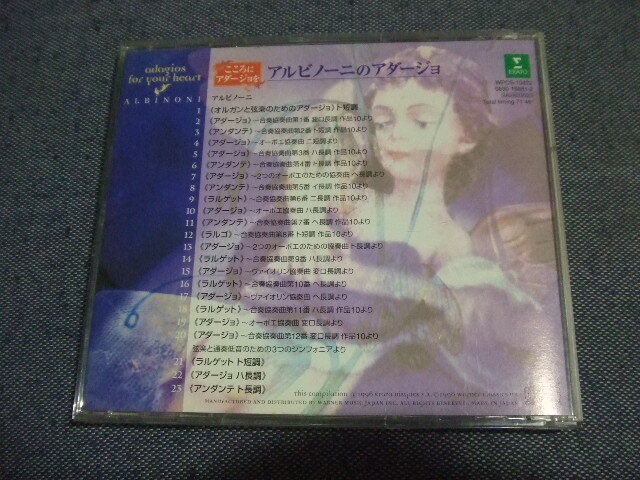 adagios
for your heart
ALBINONI
こころに
アダージョを
アルビノーニのアダージョ
ERATO
Total timing 71'48"
アルビノーニ
1 《オルガンと弦楽のためのアダージョ》ト短調
2 《アダージョ》～合奏協奏曲第1番 変ロ長調 作品10より
3 《アンダンテ》～合奏協奏曲第2番 ト短調 作品10より
4 《アダージョ》～オーボエ協奏曲 ニ短調より
5 《アダージョ》～合奏協奏曲第3番 ハ長調 作品10より
6 《アンダンテ》～合奏協奏曲第4番 ト長調 作品10より
7 《アダージョ》～2つのオーボエのための協奏曲 ヘ長調より
8 《アンダンテ》～合奏協奏曲第5番 イ長調 作品10より
9 《ラルゲット》～合奏協奏曲第6番 ニ長調 作品10より
10 《アダージョ》～オーボエ協奏曲 ハ長調より
11 《アンダンテ》～合奏協奏曲第7番 ヘ長調 作品10より
12 《ラルゴ》～合奏協奏曲第8番 ト短調 作品10より
13 《アダージョ》～2つのオーボエのための協奏曲 ト長調より
14 《ラルゲット》～合奏協奏曲第9番 ハ長調より
15 《アダージョ》～ヴァイオリン協奏曲 変ロ長調より
16 《ラルゲット》～合奏協奏曲第10番 ヘ長調より
17 《アダージョ》～ヴァイオリン協奏曲 ヘ長調より
18 《ラルゲット》～合奏協奏曲第11番 ハ長調 作品10より
19 《アダージョ》～オーボエ協奏曲 変ロ長調より
20 《アダージョ》～合奏協奏曲第12番 変ロ長調 作品10より
弦楽と通奏低音のための3つのシンフォニアより
21 《ラルゲット ト短調》
22 《アダージョ ハ長調》
23 《アンダンテ ト長調》
This compilation
MANUFACTURED AND DISTRIBUTED BY WARNER MUSIC JAPAN INC. ALL RIGHTS RESERVED. MADE IN JAPAN